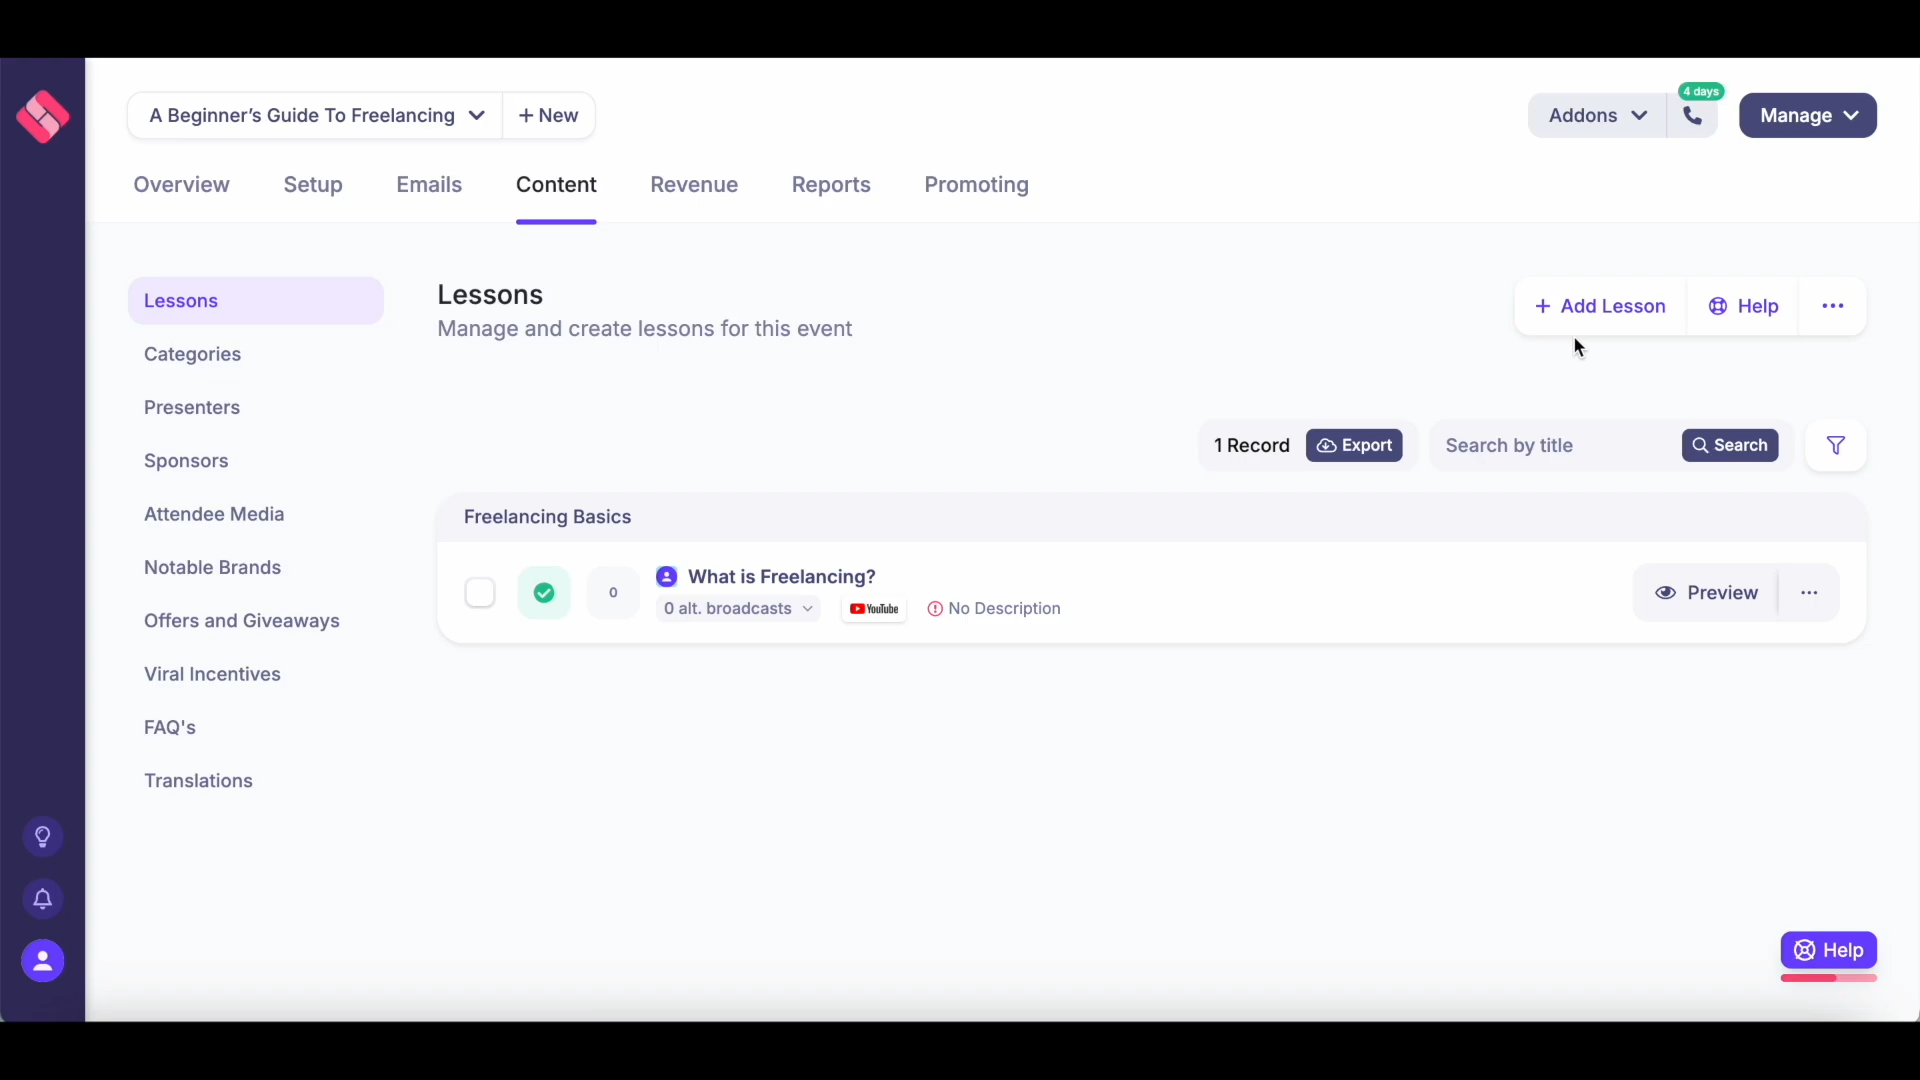 A Beginner's Guide To Freelancing
+ New
Addons
4 days
Manage
Overview
Setup
Emails
Content
Revenue
Reports
Promoting
Lessons
Categories
Presenters
Sponsors
Attendee Media
Notable Brands
Offers and Giveaways
Viral Incentives
FAQ's
Translations
Lessons
Manage and create lessons for this event
+ Add Lesson
Help
1 Record
Export
Search by title
Search
Freelancing Basics
0
What is Freelancing?
0 alt. broadcasts
YouTube
No Description
Preview
Help